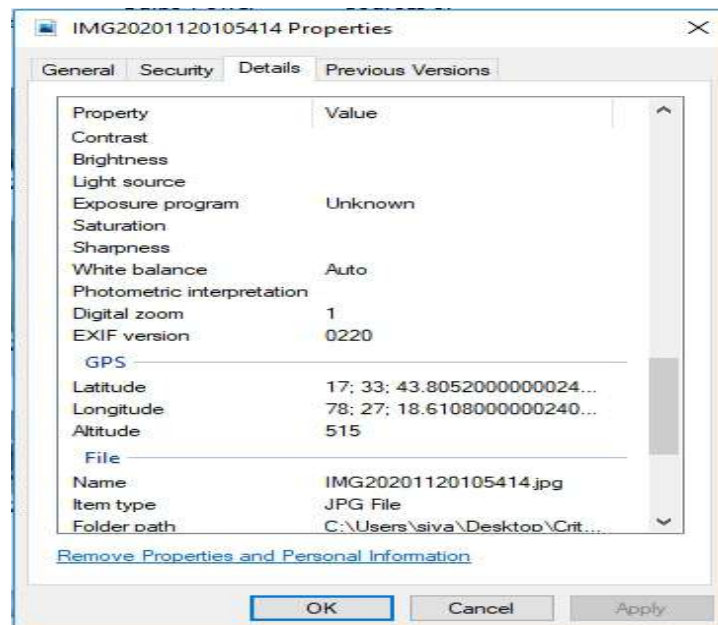 IMG20201120105414 Properties
General Security Details Previous Versions
Property Value
Contrast
Brightness
Light source
Exposure program Unknown
Saturation
Sharpness
White balance Auto
Photometric interpretation
Digital zoom 1
EXIF version 0220
GPS
Latitude 17; 33; 43.8052000000024...
Longitude 78; 27; 18.6108000000240...
Altitude 515
File
Name IMG20201120105414.jpg
Item type JPG File
Folder path C:\Users\siva\Desktop\Crit...
Remove Properties and Personal Information
OK Cancel Apply